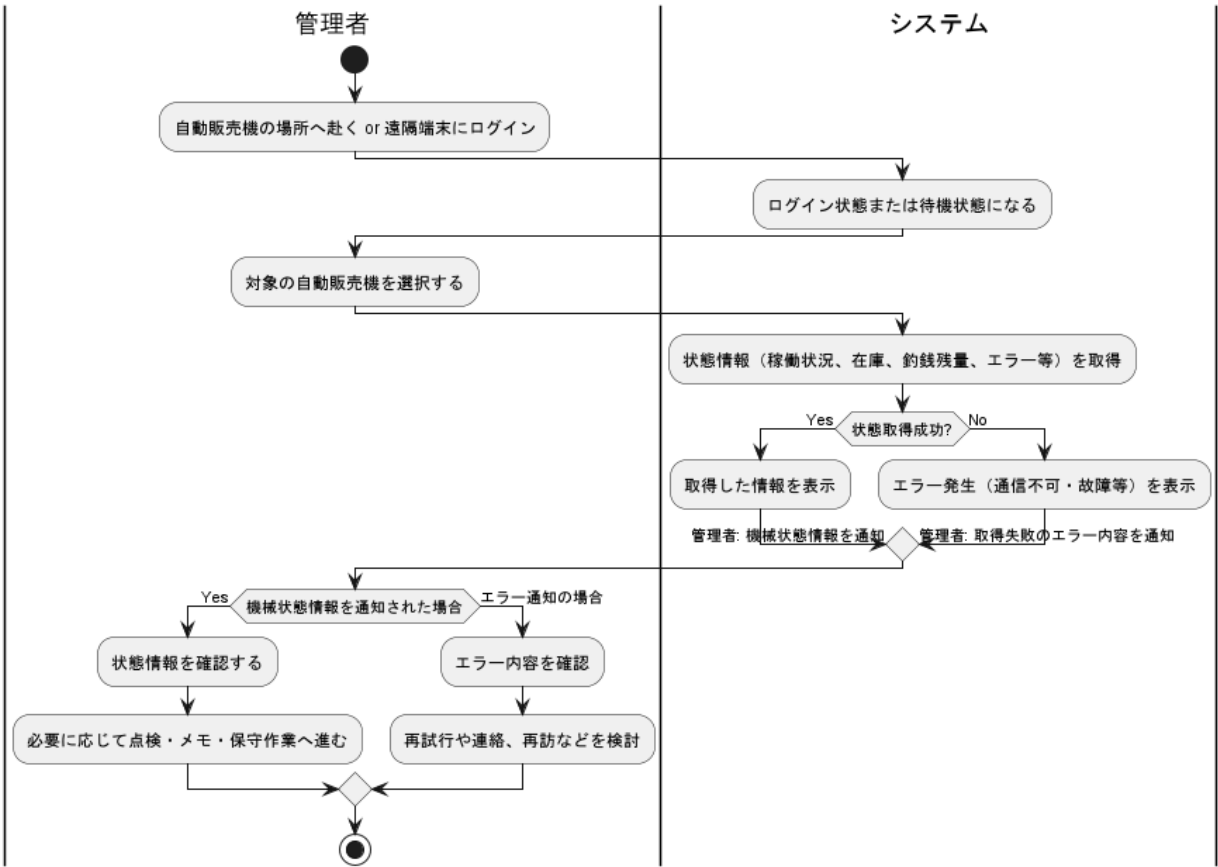 管理者
システム
自動販売機の場所へ赴く or 遠隔端末にログイン
ログイン状態または待機状態になる
対象の自動販売機を選択する
状態情報（稼働状況、在庫、釣銭残量、エラー等）を取得
Yes
状態取得成功?
No
取得した情報を表示
エラー発生（通信不可・故障等）を表示
管理者: 機械状態情報を通知
管理者: 取得失敗のエラー内容を通知
Yes
機械状態情報を通知された場合
エラー通知の場合
状態情報を確認する
エラー内容を確認
必要に応じて点検・メモ・保守作業へ進む
再試行や連絡、再訪などを検討